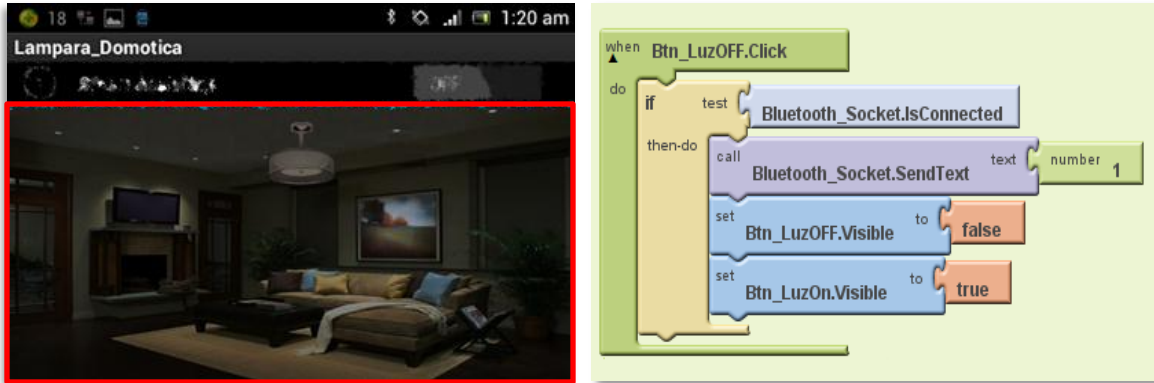 18 1:20 am
Lampara_Domotica
OFF
when Btn_LuzOFF.Click
do
if test Bluetooth_Socket.IsConnected
then-do call Bluetooth_Socket.SendText text number 1
set Btn_LuzOFF.Visible to false
set Btn_LuzOn.Visible to true